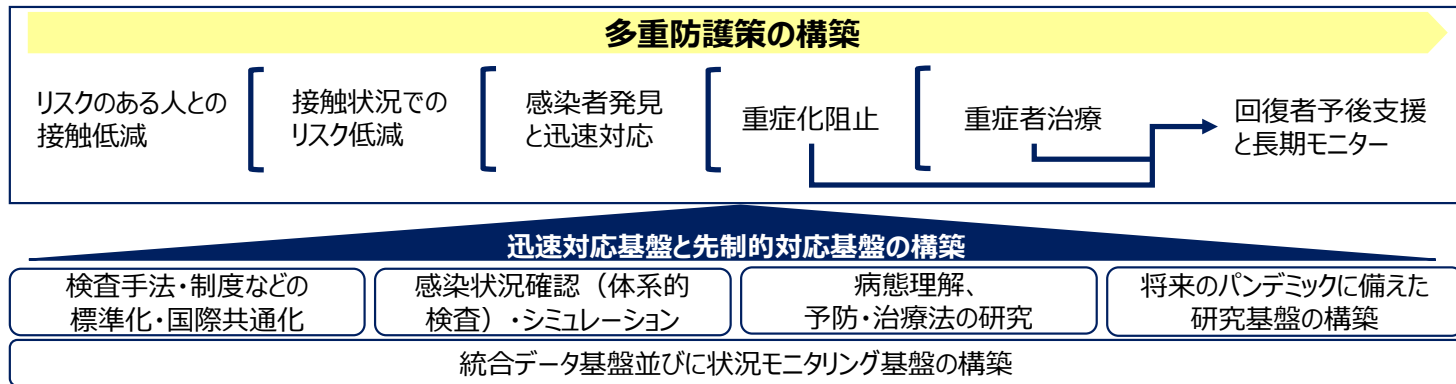 多重防護策の構築
リスクのある人との
接触低減
接触状況での
リスク低減
感染者発見
と迅速対応
重症化阻止
重症者治療
回復者予後支援
と長期モニター
迅速対応基盤と先制的対応基盤の構築
検査手法・制度などの
標準化・国際共通化
感染状況確認（体系的
検査）・シミュレーション
病態理解、
予防・治療法の研究
将来のパンデミックに備えた
研究基盤の構築
統合データ基盤並びに状況モニタリング基盤の構築